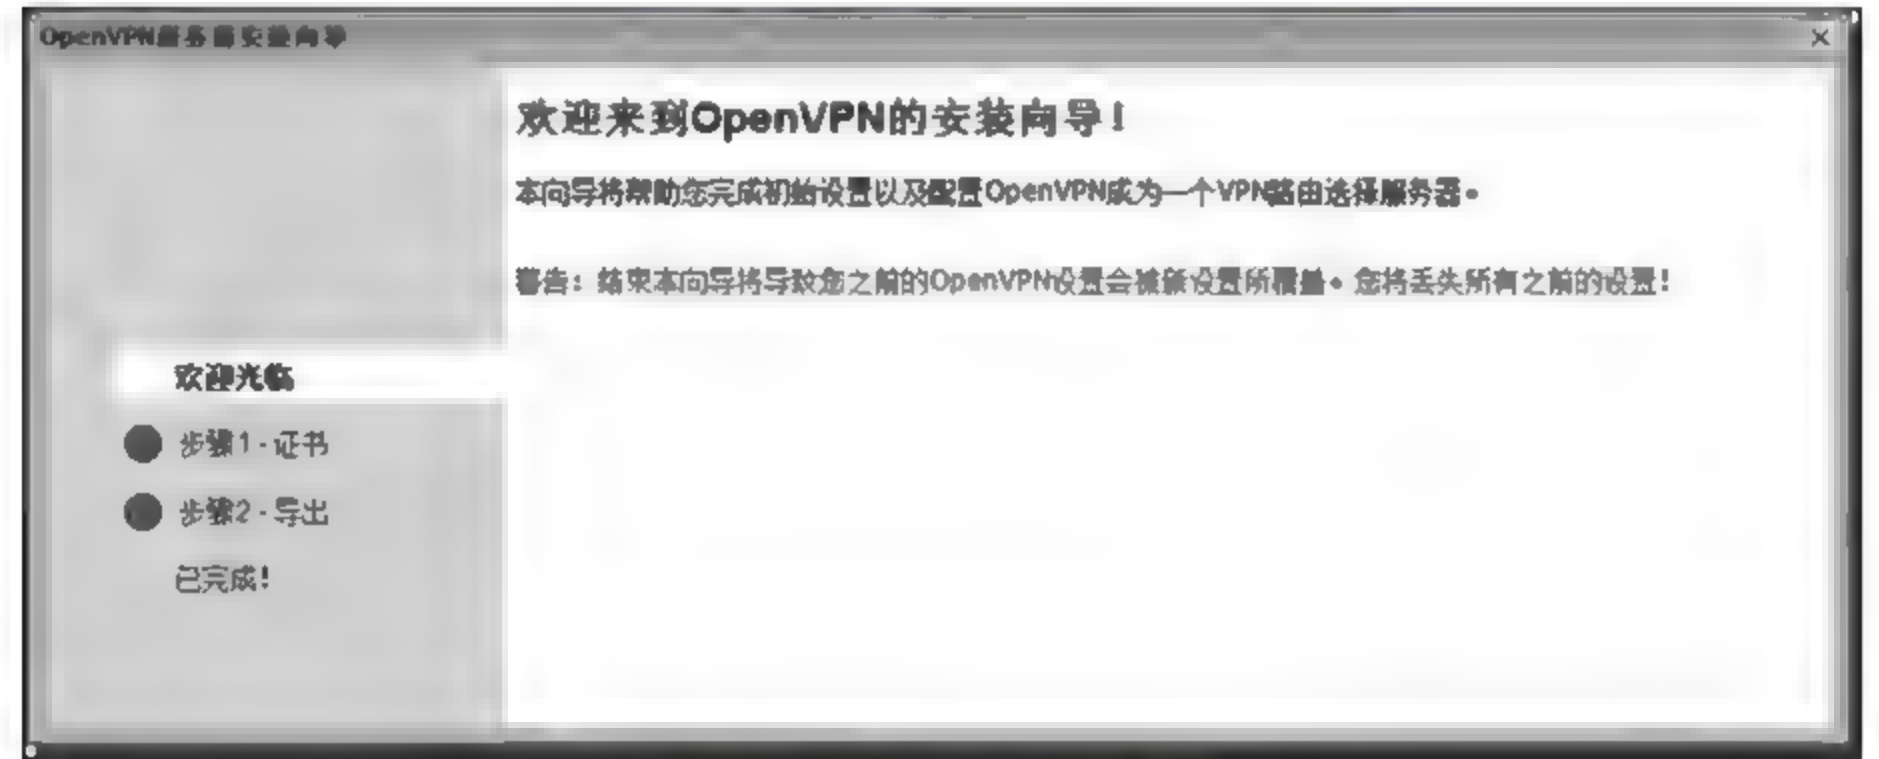 OpenVPN服务器安装向导
欢迎来到OpenVPN的安装向导!
本向导将帮助您完成初始设置以及配置OpenVPN成为一个VPN路由选择服务器。
警告: 结束本向导将导致您之前的OpenVPN设置会被新设置所覆盖。您将丢失所有之前的设置!
欢迎光临
步骤1 - 证书
步骤2 - 导出
已完成!